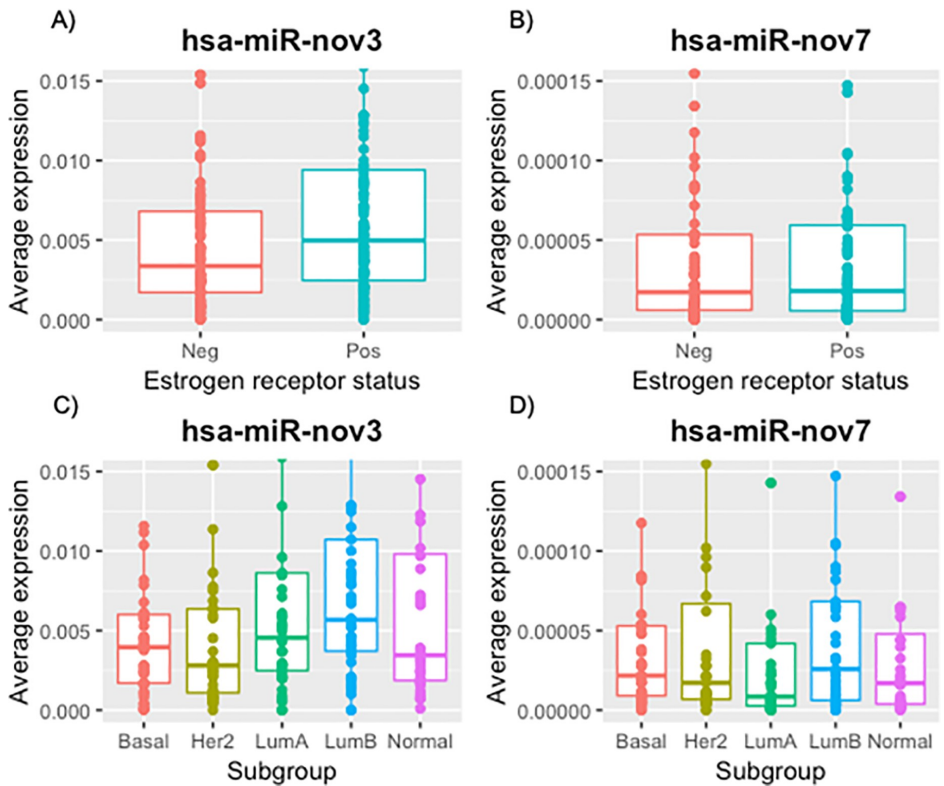 A)
hsa-miR-nov3
Average expression
0.015
0.010
0.005
0.000
Neg Pos
Estrogen receptor status
B)
hsa-miR-nov7
Average expression
0.00015
0.00010
0.00005
0.00000
Neg Pos
Estrogen receptor status
C)
hsa-miR-nov3
Average expression
0.015
0.010
0.005
0.000
Basal Her2 LumA LumB Normal
Subgroup
D)
hsa-miR-nov7
Average expression
0.00015
0.00010
0.00005
0.00000
Basal Her2 LumA LumB Normal
Subgroup